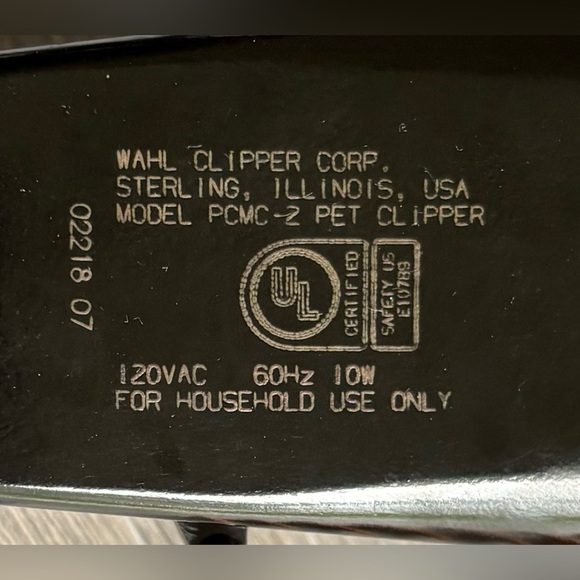 WAHL CLIPPER CORP.
STERLING, ILLINOIS, USA
MODEL PCMC-2 PET CLIPPER
02218 07
UL
CERTIFIED
SAFETY US
E10789
120VAC 60Hz 10W
FOR HOUSEHOLD USE ONLY